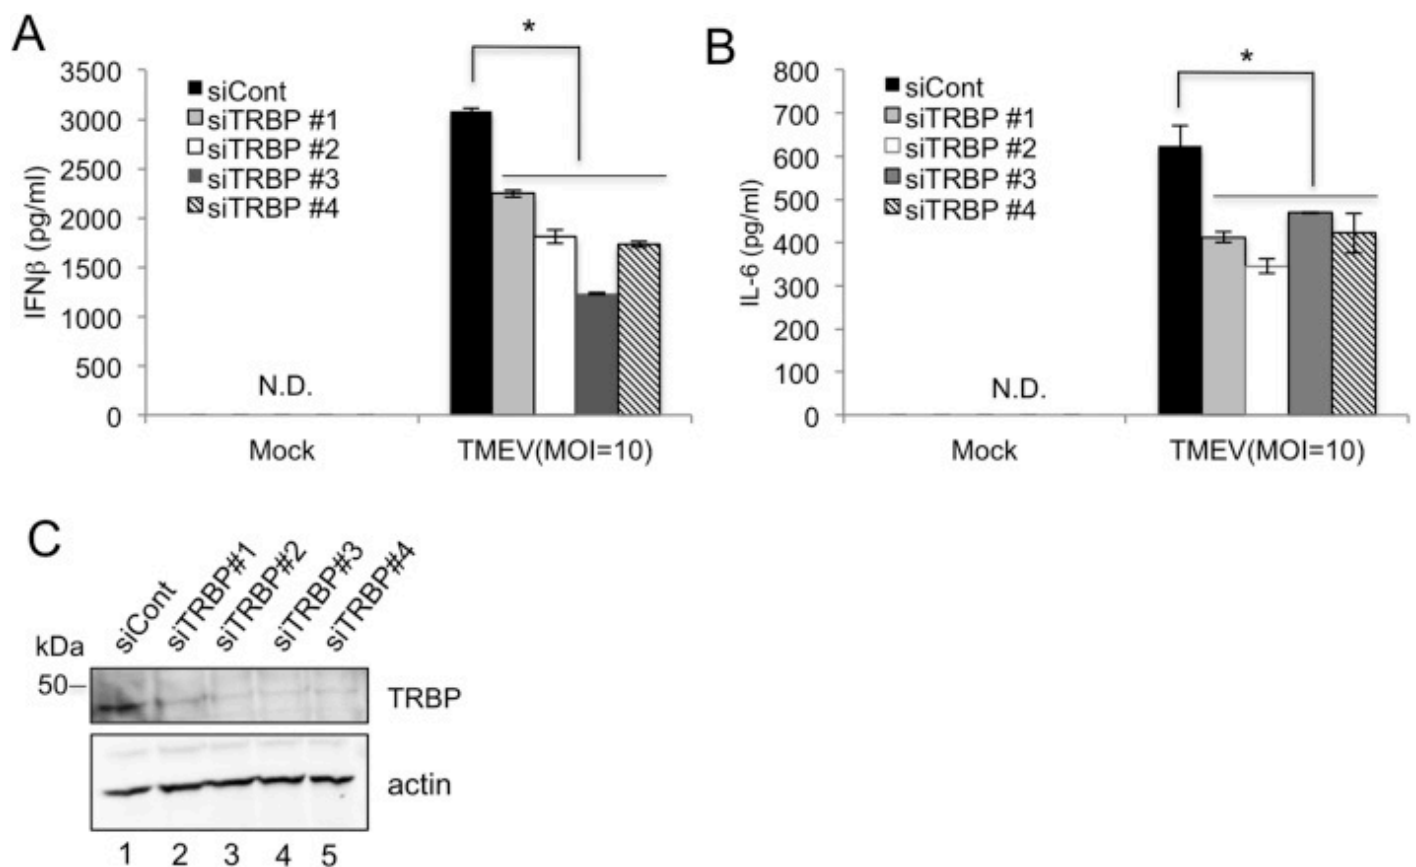 A
*
3500
3000
2500
2000
1500
1000
500
0
IFNβ (pg/ml)
siCont
siTRBP #1
siTRBP #2
siTRBP #3
siTRBP #4
N.D.
Mock
TMEV(MOI=10)
B
*
800
700
600
500
400
300
200
100
0
IL-6 (pg/ml)
siCont
siTRBP #1
siTRBP #2
siTRBP #3
siTRBP #4
N.D.
Mock
TMEV(MOI=10)
C
siCont
siTRBP#1
siTRBP#2
siTRBP#3
siTRBP#4
kDa
50
TRBP
actin
1 2 3 4 5